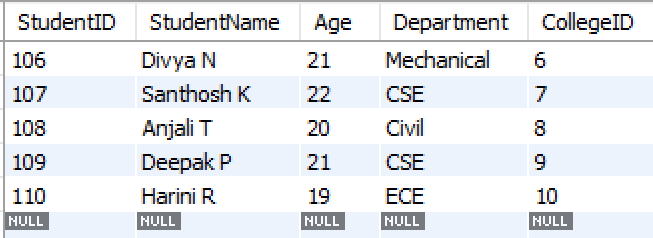 StudentID StudentName Age Department CollegeID
106 Divya N 21 Mechanical 6
107 Santhosh K 22 CSE 7
108 Anjali T 20 Civil 8
109 Deepak P 21 CSE 9
110 Harini R 19 ECE 10
NULL NULL NULL NULL NULL